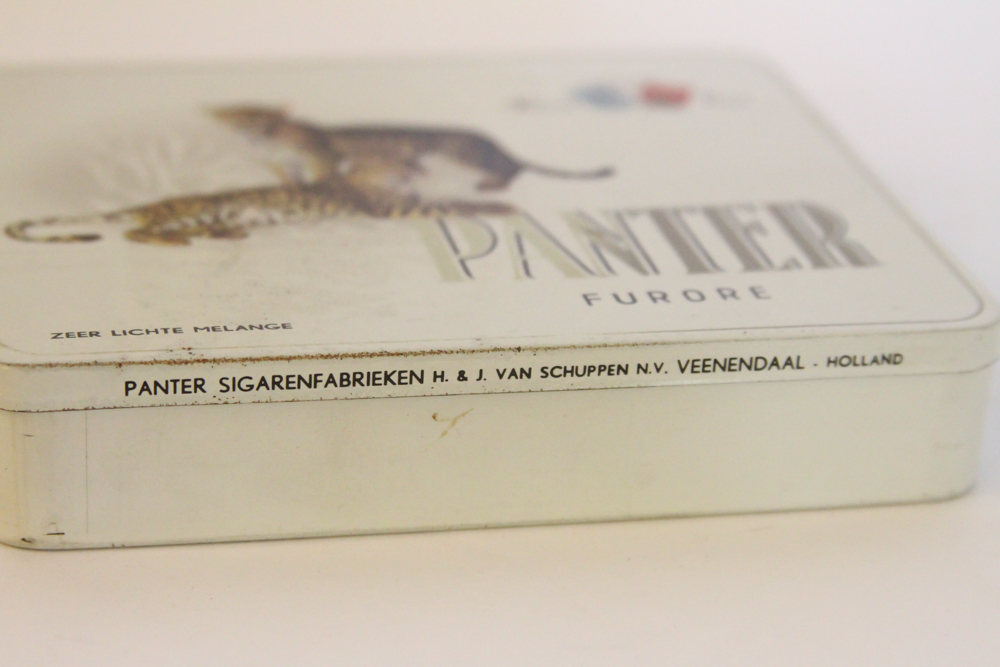 PANTER
FURORE
ZEER LICHTE MELANGE
PANTER SIGARENFABRIEKEN H. & J. VAN SCHUPPEN N.V. VEENENDAAL - HOLLAND